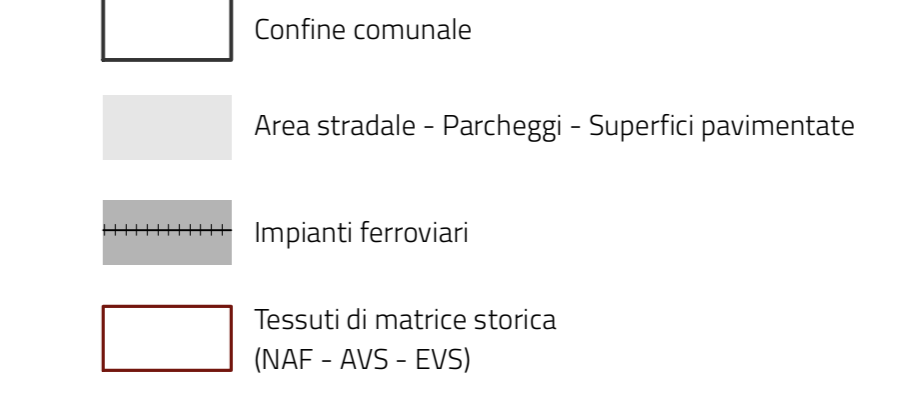 Confine comunale
Area stradale - Parcheggi - Superfici pavimentate
Impianti ferroviari
Tessuti di matrice storica
(NAF - AVS - EVS)